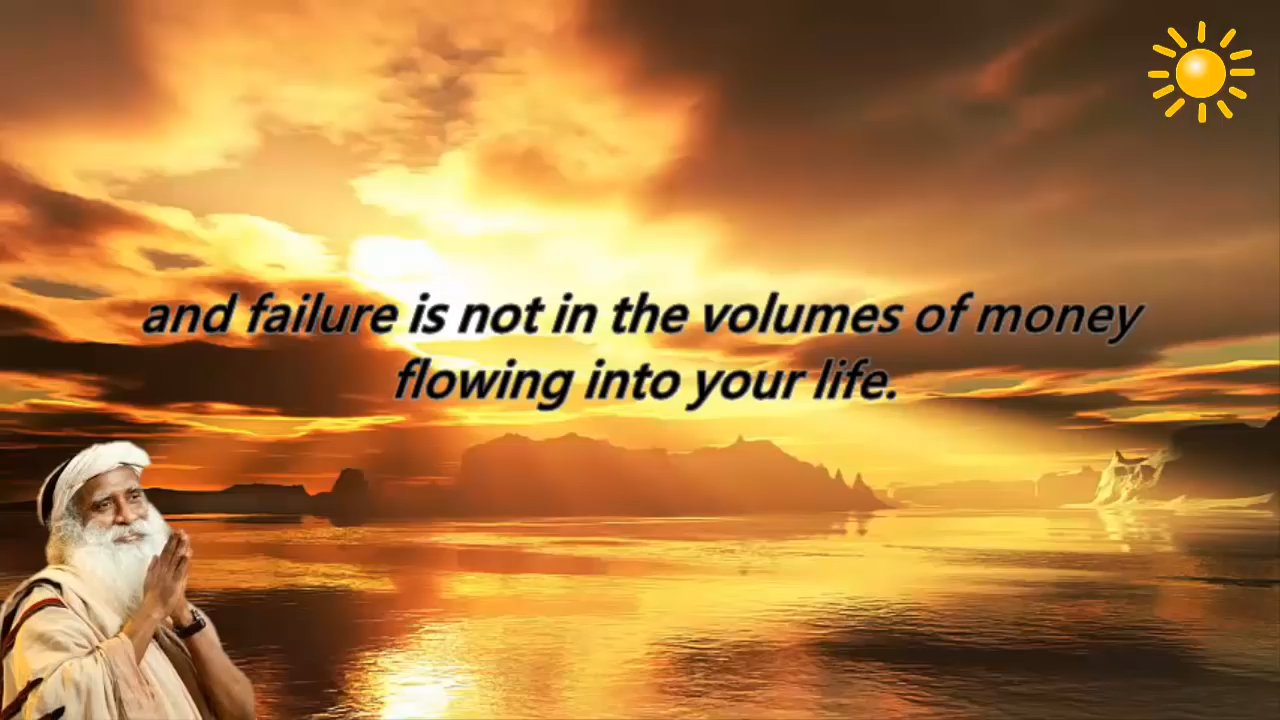 and failure is not in the volumes of money
flowing into your life.